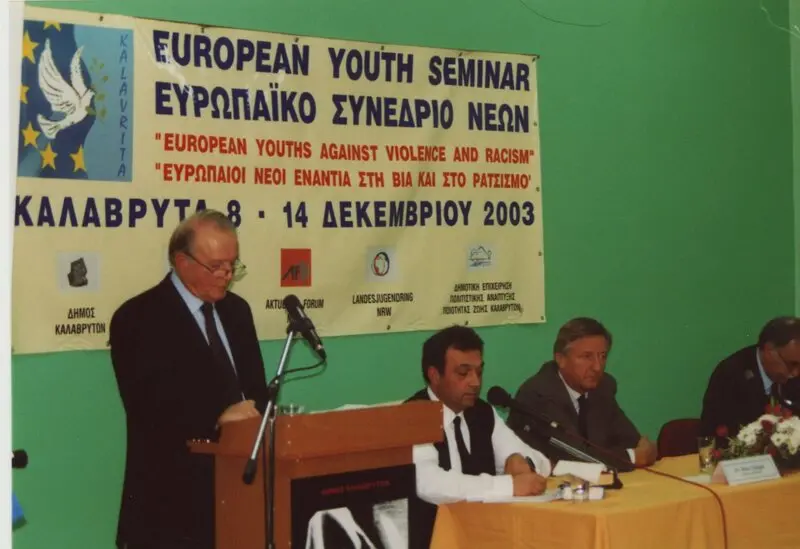 KALAVRITA
EUROPEAN YOUTH SEMINAR
ΕΥΡΩΠΑΪΚΟ ΣΥΝΕΔΡΙΟ ΝΕΩΝ
"EUROPEAN YOUTHS AGAINST VIOLENCE AND RACISM"
"ΕΥΡΩΠΑΙΟΙ ΝΕΟΙ ΕΝΑΝΤΙΑ ΣΤΗ ΒΙΑ ΚΑΙ ΣΤΟ ΡΑΤΣΙΣΜΟ'
ΚΑΛΑΒΡΥΤΑ 8 - 14 ΔΕΚΕΜΒΡΙΟΥ 2003
ΔΗΜΟΣ
ΚΑΛΑΒΡΥΤΩΝ
FORUM
LANDESJUGENDRING
NRW
ΔΗΜΟΤΙΚΗ ΕΠΙΧΕΙΡΗΣΗ
ΠΟΛΙΤΙΣΤΙΚΗΣ ΑΝΑΠΤΥΞΗΣ
ΠΟΙΟΤΗΤΑΣ ΖΩΗΣ ΚΑΛΑΒΡΥΤΩΝ
ΔΗΜΟΣ ΚΑΛΑΒΡΥΤΩΝ